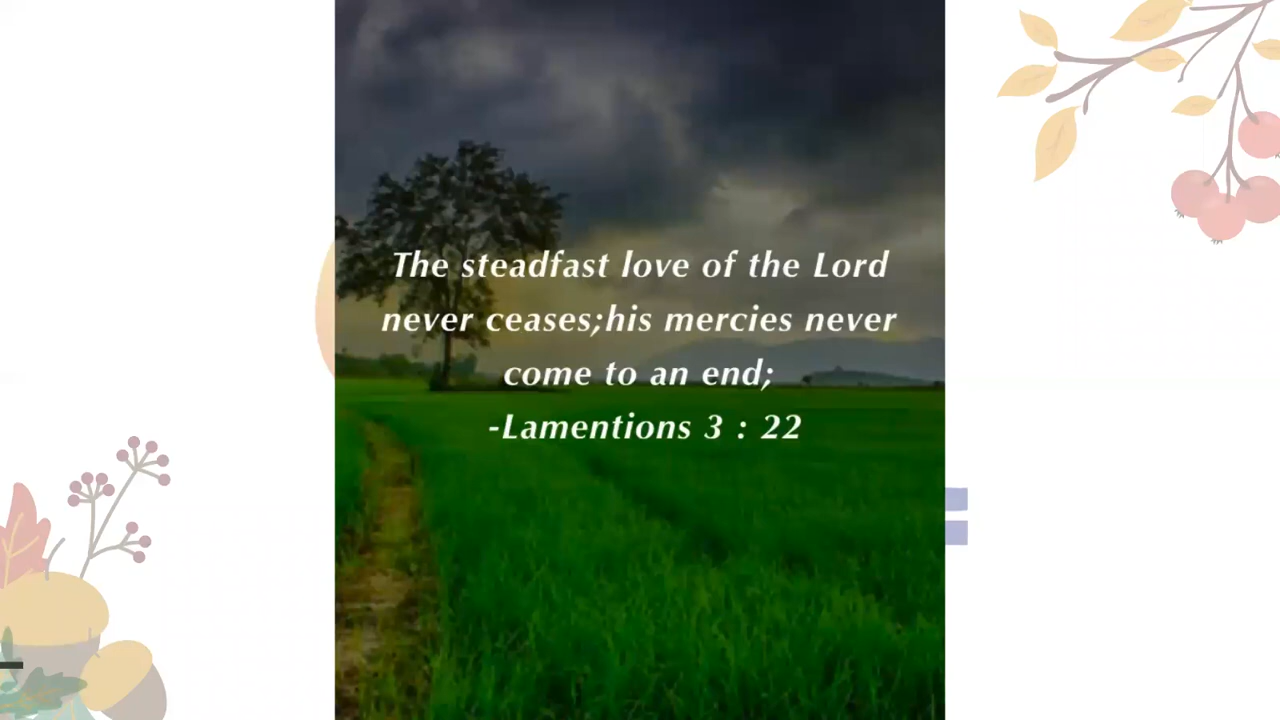 The steadfast love of the Lord
never ceases;his mercies never
come to an end;
-Lamentions 3 : 22